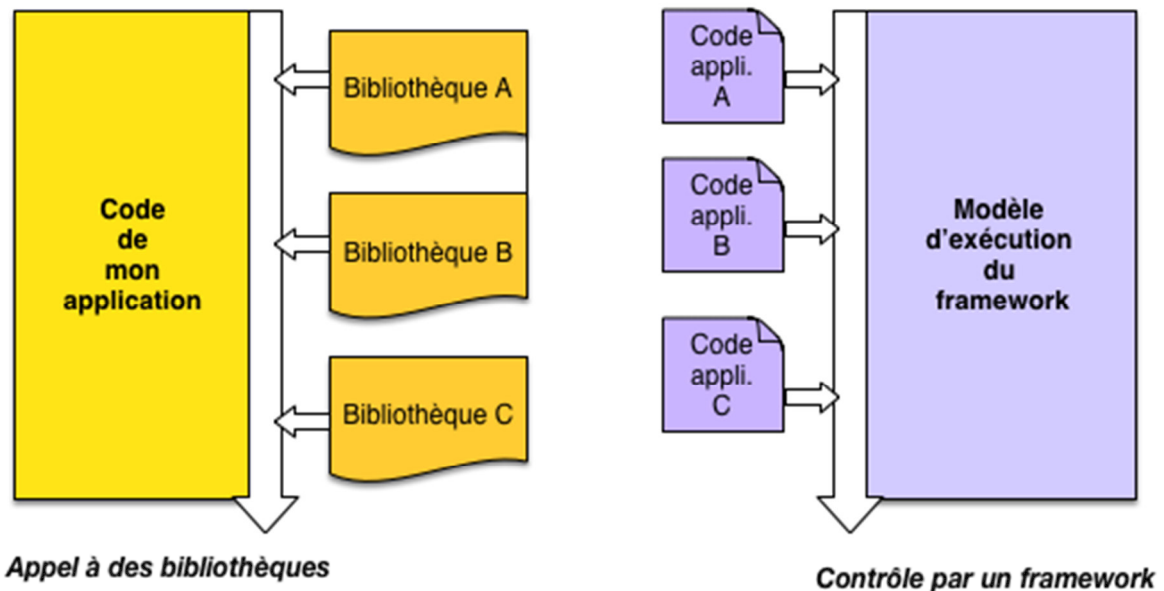 Code
de
mon
application
Bibliothèque A
Bibliothèque B
Bibliothèque C
Appel à des bibliothèques
Code
appli.
A
Code
appli.
B
Code
appli.
C
Modèle
d'exécution
du
framework
Contrôle par un framework